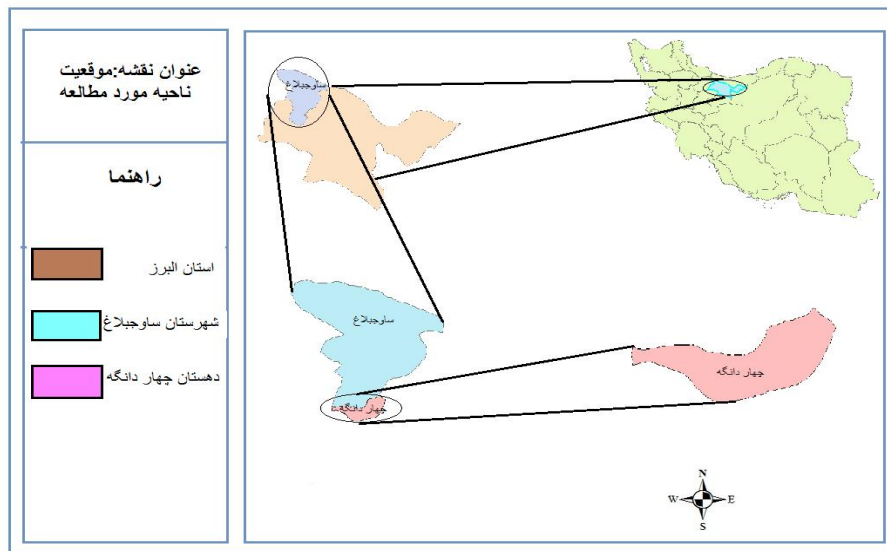 عنوان نقشه:موقعیت
ناحیه مورد مطالعه
راهنما
استان البرز
شهرستان ساوجبلاغ
دهستان چهار دانگه
ساوجبلاغ
ساوجبلاغ
چهار دانگه
چهار دانگه
N
W
E
S